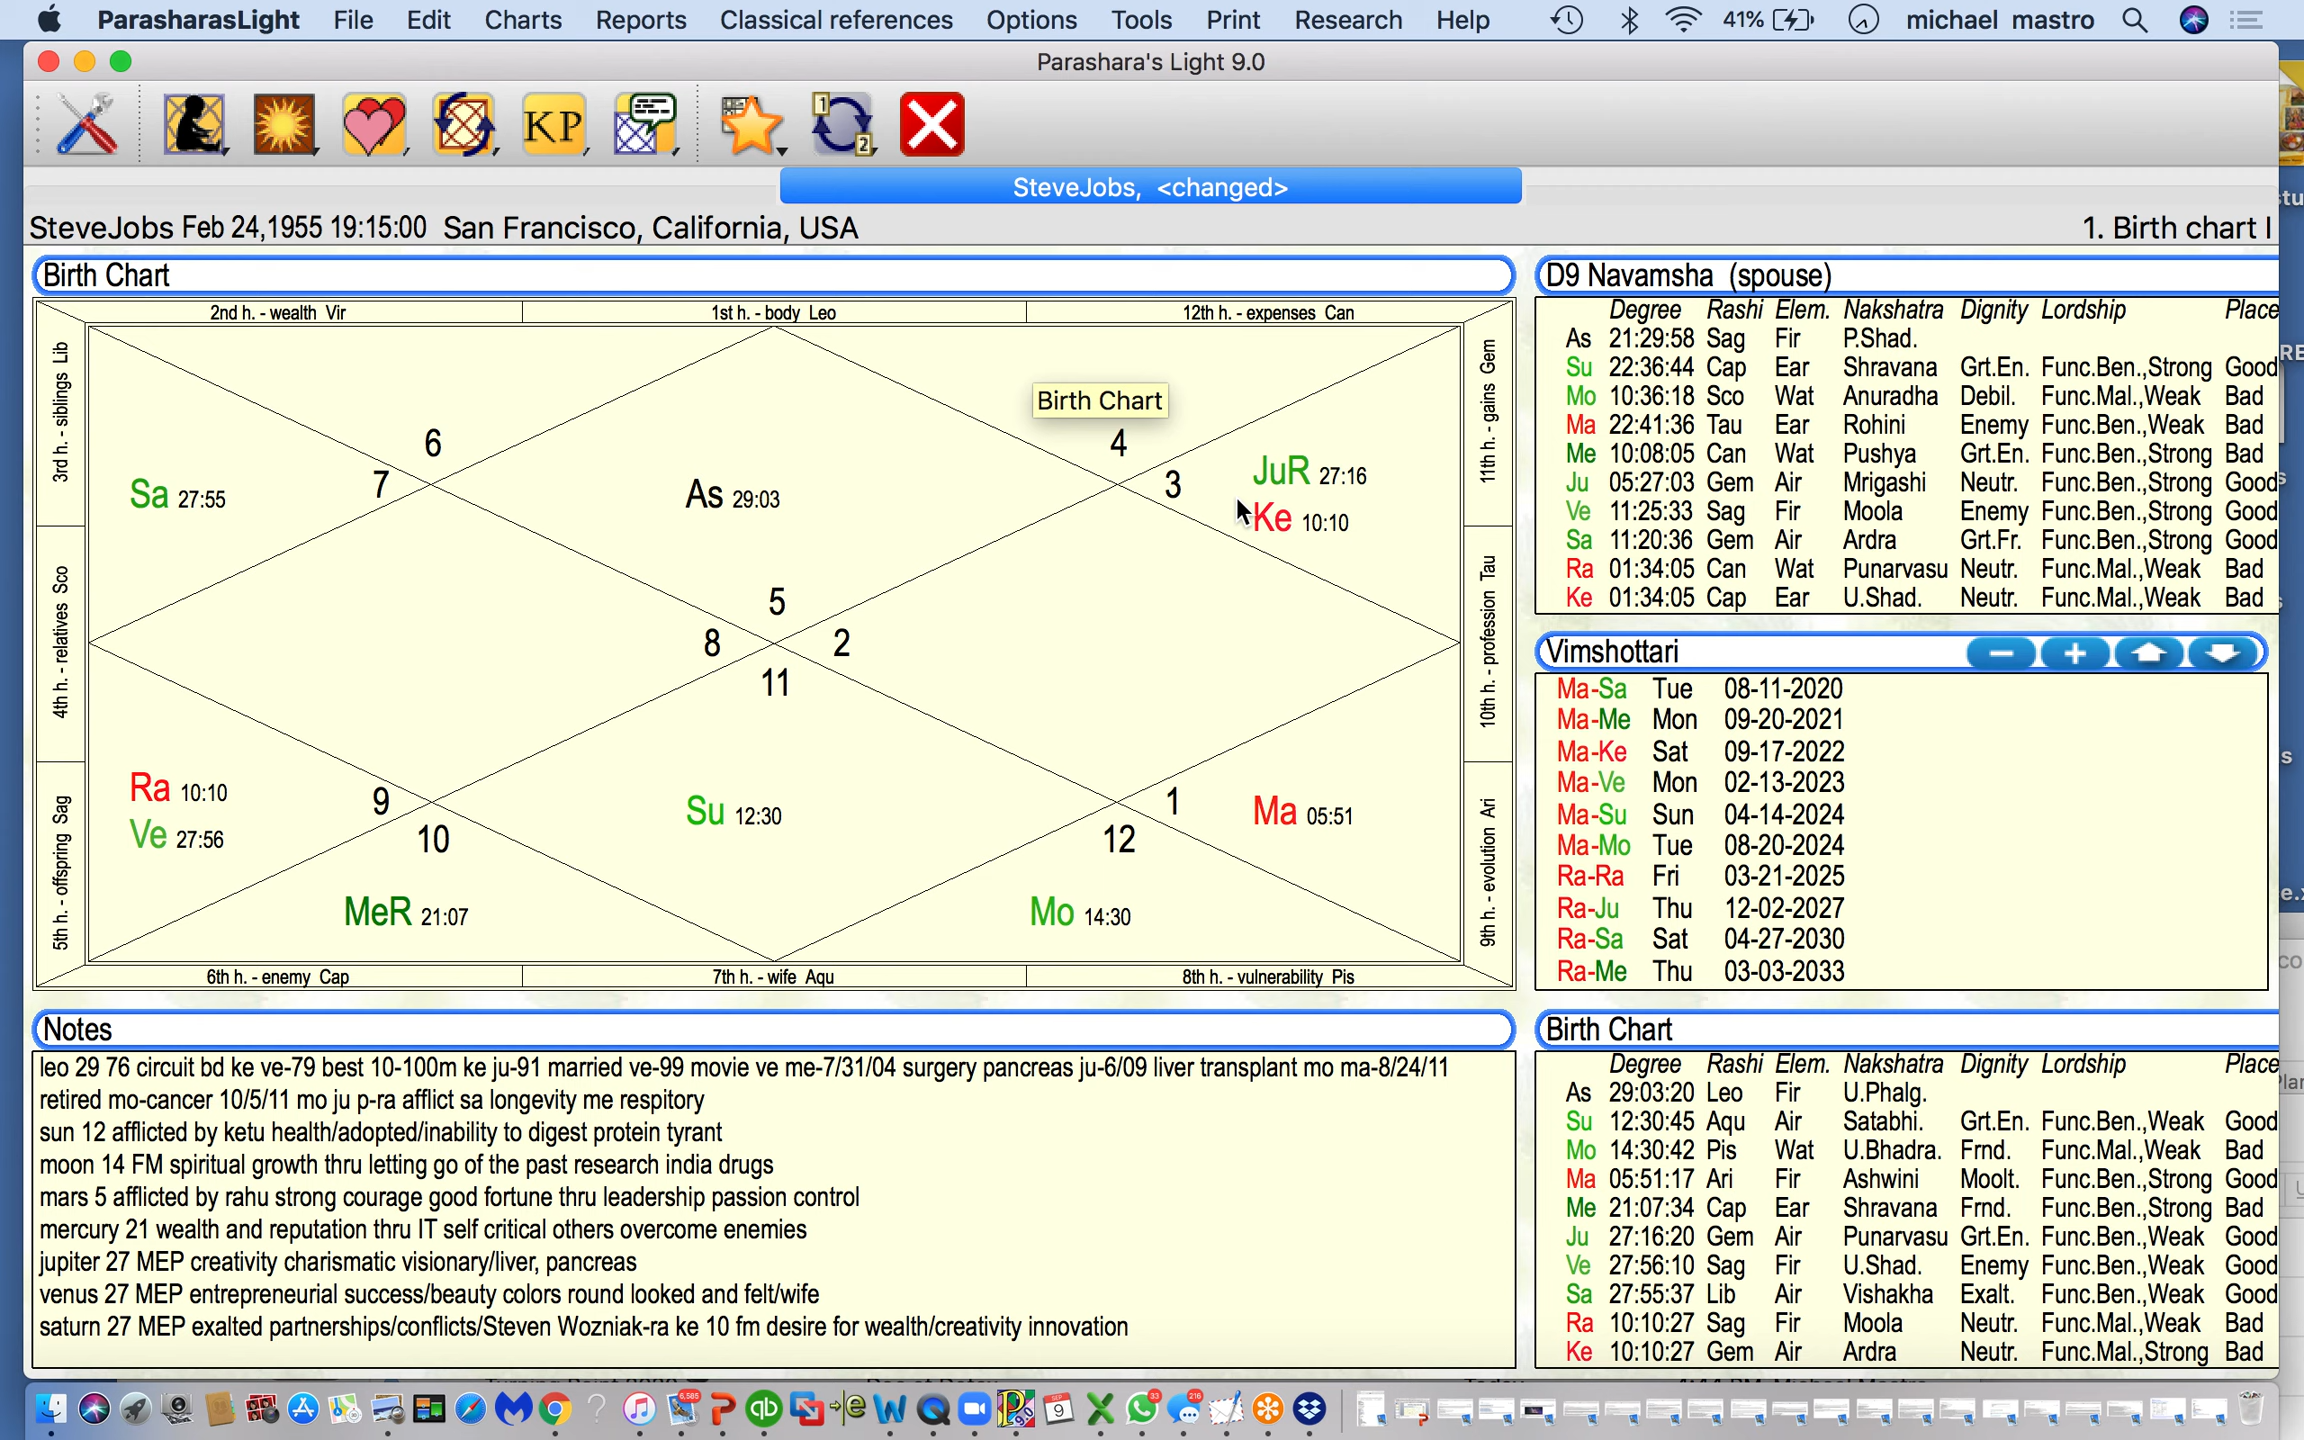 ParasharasLight File Edit Charts Reports Classical references Options Tools Print Research Help 41% michael mastro
Parashara's Light 9.0
KP
1
2
SteveJobs, <changed>
SteveJobs Feb 24,1955 19:15:00 San Francisco, California, USA 1. Birth chart I
Birth Chart
2nd h. - wealth Vir
1st h. - body Leo
12th h. - expenses Can
3rd h. - siblings Lib
11th h. - gains Gem
Birth Chart
6
4
7
3
Sa 27:55
As 29:03
JuR 27:16
Ke 10:10
4th h. - relatives Sco
10th h. - profession Tau
5
8
2
11
5th h. - offspring Sag
9th h. - evolution Ari
Ra 10:10
Ve 27:56
9
10
Su 12:30
1
12
Ma 05:51
MeR 21:07
Mo 14:30
6th h. - enemy Cap
7th h. - wife Aqu
8th h. - vulnerability Pis
D9 Navamsha (spouse)
Degree Rashi Elem. Nakshatra Dignity Lordship Place
As 21:29:58 Sag Fir P.Shad.
Su 22:36:44 Cap Ear Shravana Grt.En. Func.Ben.,Strong Good
Mo 10:36:18 Sco Wat Anuradha Debil. Func.Mal.,Weak Bad
Ma 22:41:36 Tau Ear Rohini Enemy Func.Ben.,Weak Bad
Me 10:08:05 Can Wat Pushya Grt.En. Func.Ben.,Strong Bad
Ju 05:27:03 Gem Air Mrigashi Neutr. Func.Ben.,Strong Good
Ve 11:25:33 Sag Fir Moola Enemy Func.Ben.,Strong Good
Sa 11:20:36 Gem Air Ardra Grt.Fr. Func.Ben.,Strong Good
Ra 01:34:05 Can Wat Punarvasu Neutr. Func.Mal.,Weak Bad
Ke 01:34:05 Cap Ear U.Shad. Neutr. Func.Mal.,Weak Bad
Vimshottari
Ma-Sa Tue 08-11-2020
Ma-Me Mon 09-20-2021
Ma-Ke Sat 09-17-2022
Ma-Ve Mon 02-13-2023
Ma-Su Sun 04-14-2024
Ma-Mo Tue 08-20-2024
Ra-Ra Fri 03-21-2025
Ra-Ju Thu 12-02-2027
Ra-Sa Sat 04-27-2030
Ra-Me Thu 03-03-2033
Notes
leo 29 76 circuit bd ke ve-79 best 10-100m ke ju-91 married ve-99 movie ve me-7/31/04 surgery pancreas ju-6/09 liver transplant mo ma-8/24/11
retired mo-cancer 10/5/11 mo ju p-ra afflict sa longevity me respitory
sun 12 afflicted by ketu health/adopted/inability to digest protein tyrant
moon 14 FM spiritual growth thru letting go of the past research india drugs
mars 5 afflicted by rahu strong courage good fortune thru leadership passion control
mercury 21 wealth and reputation thru IT self critical others overcome enemies
jupiter 27 MEP creativity charismatic visionary/liver, pancreas
venus 27 MEP entrepreneurial success/beauty colors round looked and felt/wife
saturn 27 MEP exalted partnerships/conflicts/Steven Wozniak-ra ke 10 fm desire for wealth/creativity innovation
Birth Chart
Degree Rashi Elem. Nakshatra Dignity Lordship Place
As 29:03:20 Leo Fir U.Phalg.
Su 12:30:45 Aqu Air Satabhi. Grt.En. Func.Ben.,Weak Good
Mo 14:30:42 Pis Wat U.Bhadra. Frnd. Func.Mal.,Weak Bad
Ma 05:51:17 Ari Fir Ashwini Moolt. Func.Ben.,Strong Good
Me 21:07:34 Cap Ear Shravana Frnd. Func.Ben.,Strong Bad
Ju 27:16:20 Gem Air Punarvasu Grt.En. Func.Ben.,Weak Good
Ve 27:56:10 Sag Fir U.Shad. Enemy Func.Ben.,Weak Good
Sa 27:55:37 Lib Air Vishakha Exalt. Func.Ben.,Weak Good
Ra 10:10:27 Sag Fir Moola Neutr. Func.Mal.,Weak Bad
Ke 10:10:27 Gem Air Ardra Neutr. Func.Mal.,Strong Bad
6,585
qb
SEP
9
33
216